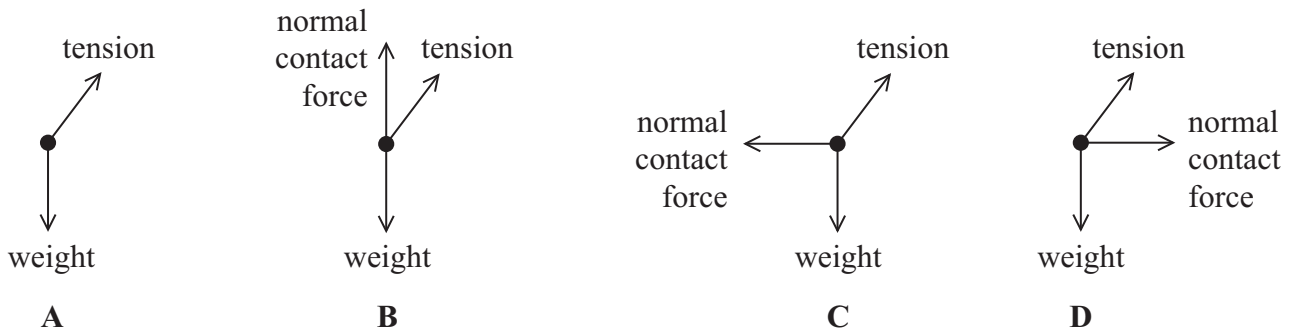 tension
weight
A
normal
contact
force
tension
weight
B
normal
contact
force
tension
weight
C
tension
normal
contact
force
weight
D